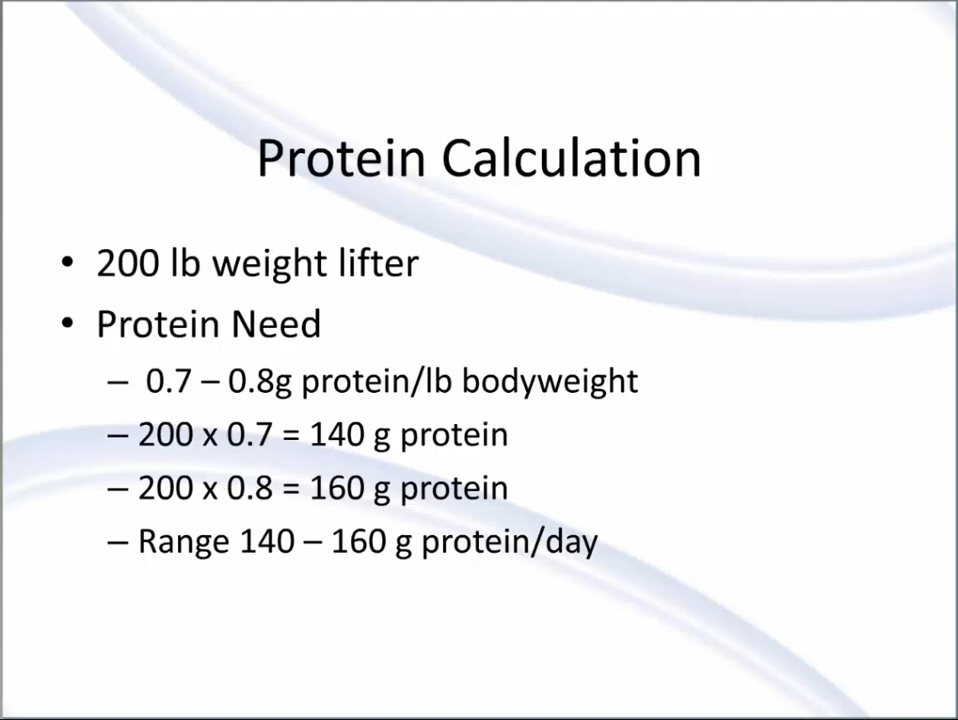 Protein Calculation
• 200 lb weight lifter
• Protein Need
– 0.7 – 0.8g protein/lb bodyweight
– 200 x 0.7 = 140 g protein
– 200 x 0.8 = 160 g protein
– Range 140 – 160 g protein/day